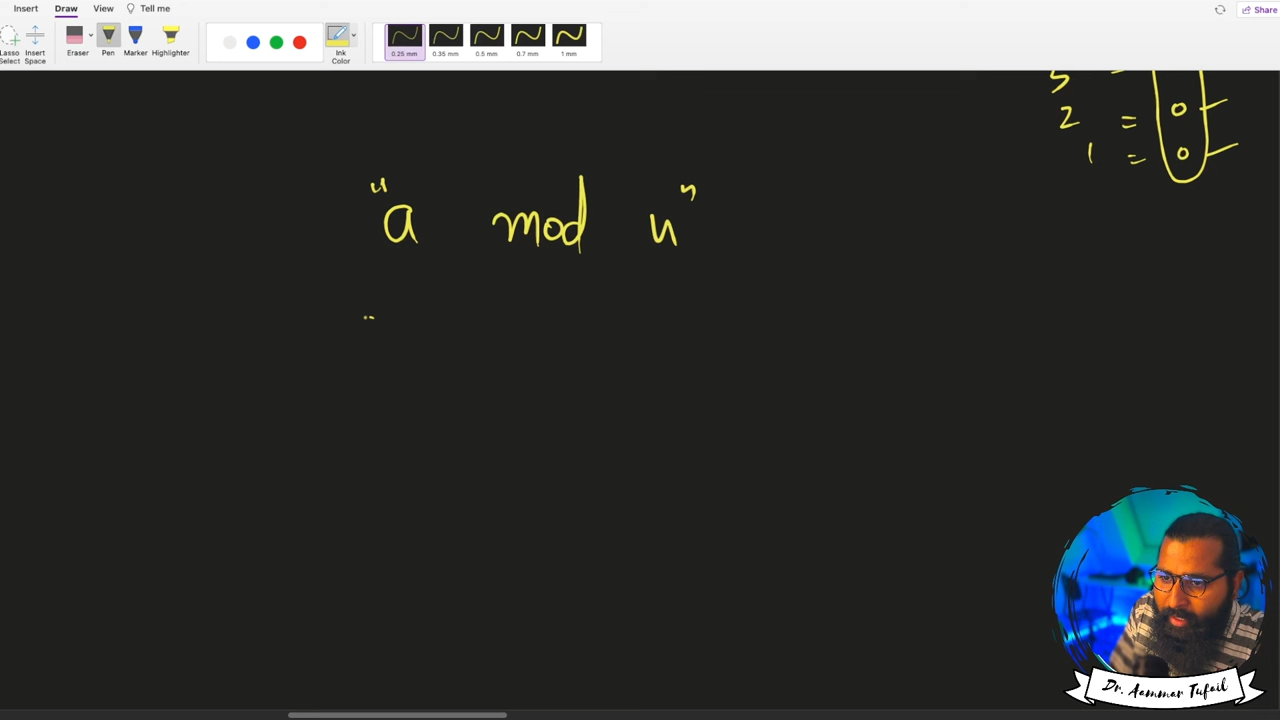 Insert Draw View Tell me Share
Lasso Select Insert Space Eraser Pen Marker Highlighter Ink Color 0.25 mm 0.35 mm 0.5 mm 0.7 mm 1 mm
2 = 0
1 = 0
"a mod n"
Dr. Aammar Tufail